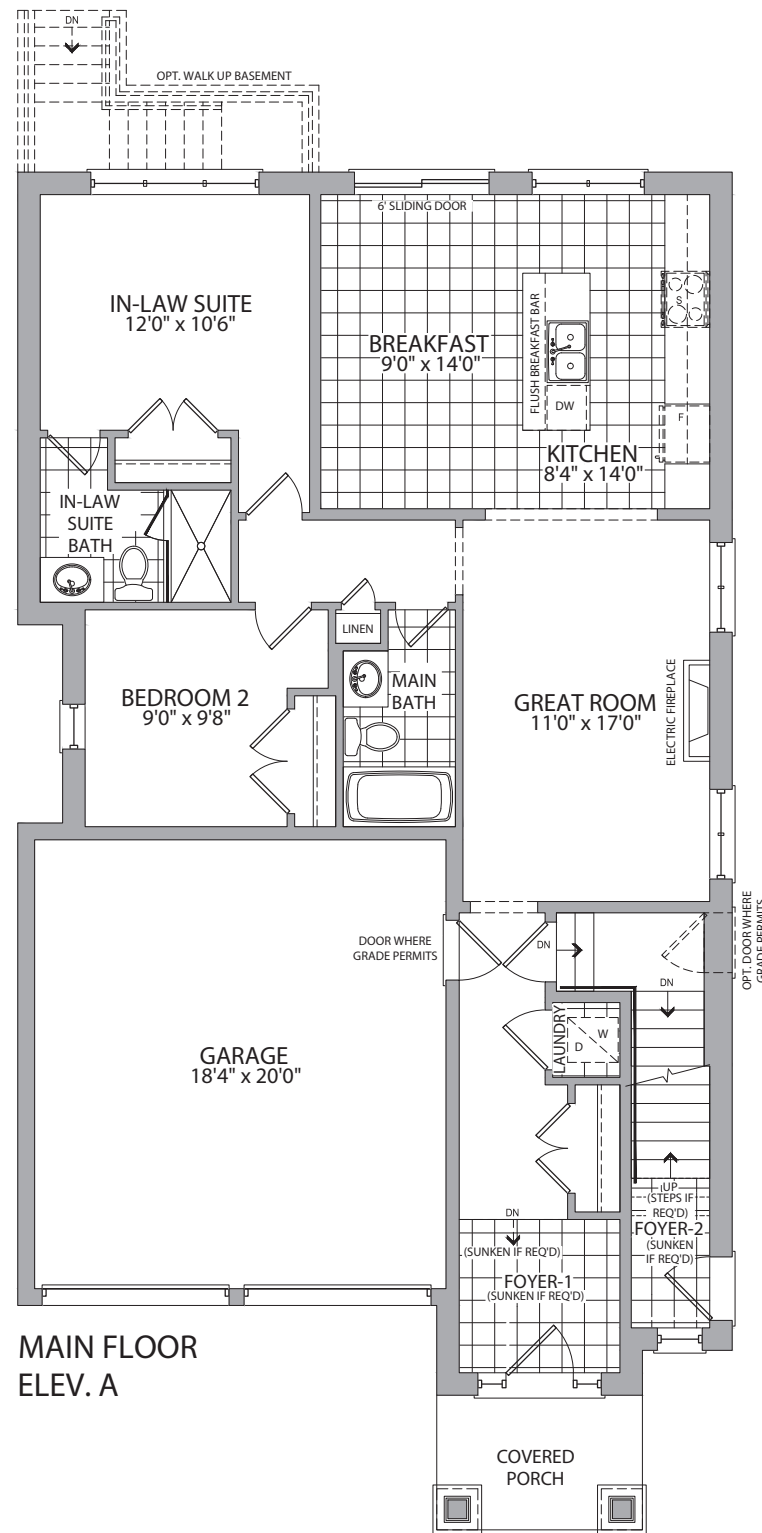 DN
OPT. WALK UP BASEMENT
6' SLIDING DOOR
IN-LAW SUITE
12'0" x 10'6"
BREAKFAST
9'0" x 14'0"
FLUSH BREAKFAST BAR
DW
S
F
KITCHEN
8'4" x 14'0"
IN-LAW
SUITE
BATH
LINEN
MAIN
BATH
BEDROOM 2
9'0" x 9'8"
GREAT ROOM
11'0" x 17'0"
ELECTRIC FIREPLACE
DOOR WHERE
GRADE PERMITS
DN
DN
OPT. DOOR WHERE
GRADE PERMITS
LAUNDRY
D
W
GARAGE
18'4" x 20'0"
UP
(STEPS IF
REQ'D)
FOYER-2
(SUNKEN
IF REQ'D)
DN
(SUNKEN IF REQ'D)
FOYER-1
(SUNKEN IF REQ'D)
MAIN FLOOR
ELEV. A
COVERED
PORCH